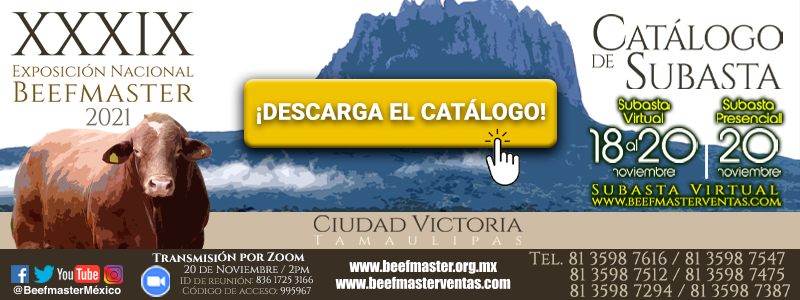 XXXIX
EXPOSICIÓN NACIONAL
BEEFMASTER
2021
¡DESCARGA EL CATÁLOGO!
CATÁLOGO
DE SUBASTA
Subasta
Virtual
18 al 20
noviembre
Subasta
Presencial
20
noviembre
SUBASTA VIRTUAL
WWW.BEEFMASTERVENTAS.COM
CIUDAD VICTORIA
TAMAULIPAS
YouTube
@BeefmasterMéxico
TRANSMISIÓN POR ZOOM
20 DE NOVIEMBRE / 2PM
ID DE REUNIÓN: 836 1725 3166
CÓDIGO DE ACCESO: 995967
www.beefmaster.org.mx
www.beefmasterventas.com
TEL. 81 3598 7616 / 81 3598 7547
81 3598 7512 / 81 3598 7475
81 3598 7294 / 81 3598 7387